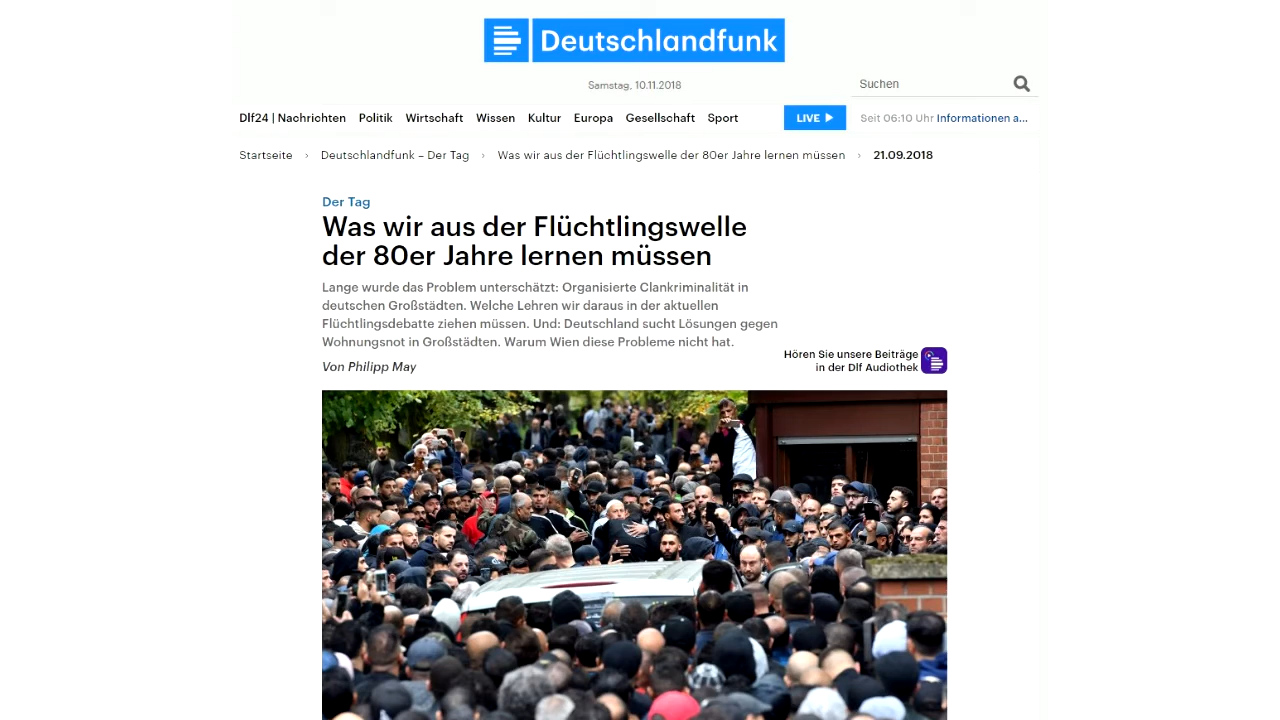 Deutschlandfunk
Samstag, 10.11.2018
Suchen
Dlf24 | Nachrichten Politik Wirtschaft Wissen Kultur Europa Gesellschaft Sport LIVE Seit 06:10 Uhr Informationen a...
Startseite › Deutschlandfunk – Der Tag › Was wir aus der Flüchtlingswelle der 80er Jahre lernen müssen › 21.09.2018
Der Tag
Was wir aus der Flüchtlingswelle
der 80er Jahre lernen müssen
Lange wurde das Problem unterschätzt: Organisierte Clankriminalität in
deutschen Großstädten. Welche Lehren wir daraus in der aktuellen
Flüchtlingsdebatte ziehen müssen. Und: Deutschland sucht Lösungen gegen
Wohnungsnot in Großstädten. Warum Wien diese Probleme nicht hat.
Von Philipp May
Hören Sie unsere Beiträge
in der Dlf Audiothek